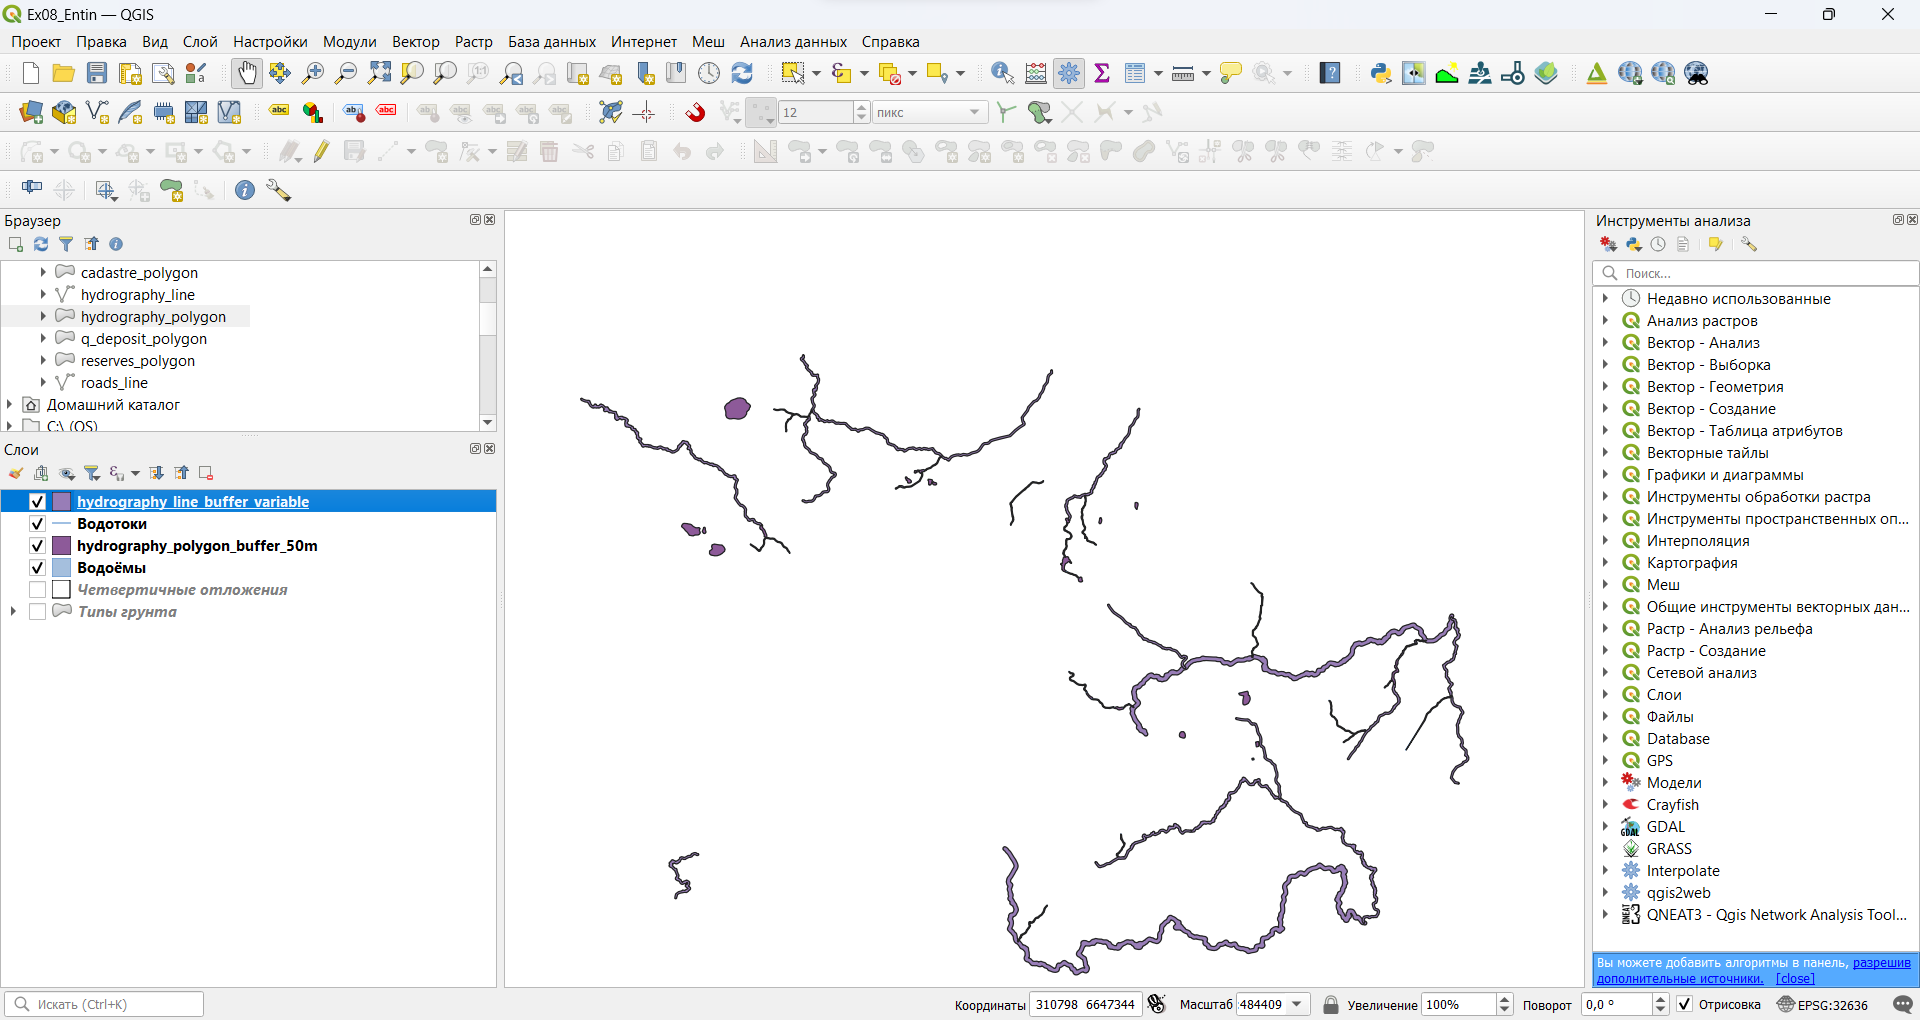 Ex08_Entin — QGIS
Проект Правка Вид Слой Настройки Модули Вектор Растр База данных Интернет Меш Анализ данных Справка
12
пикс
Браузер
cadastre_polygon
hydrography_line
hydrography_polygon
q_deposit_polygon
reserves_polygon
roads_line
Домашний каталог
C:\ (OS)
Слои
hydrography_line_buffer_variable
Водотоки
hydrography_polygon_buffer_50m
Водоёмы
Четвертичные отложения
Типы грунта
Инструменты анализа
Поиск...
Недавно использованные
Анализ растров
Вектор - Анализ
Вектор - Выборка
Вектор - Геометрия
Вектор - Создание
Вектор - Таблица атрибутов
Векторные тайлы
Графики и диаграммы
Инструменты обработки растра
Инструменты пространственных оп...
Интерполяция
Картография
Меш
Общие инструменты векторных дан...
Растр - Анализ рельефа
Растр - Создание
Сетевой анализ
Слои
Файлы
Database
GPS
Модели
Crayfish
GDAL
GRASS
Interpolate
qgis2web
QNEAT3 - Qgis Network Analysis Tool...
Вы можете добавить алгоритмы в панель, разрешив
дополнительные источники. [close]
Искать (Ctrl+K)
Координаты 310798 6647344 Масштаб 484409 Увеличение 100% Поворот 0,0 ° Отрисовка EPSG:32636